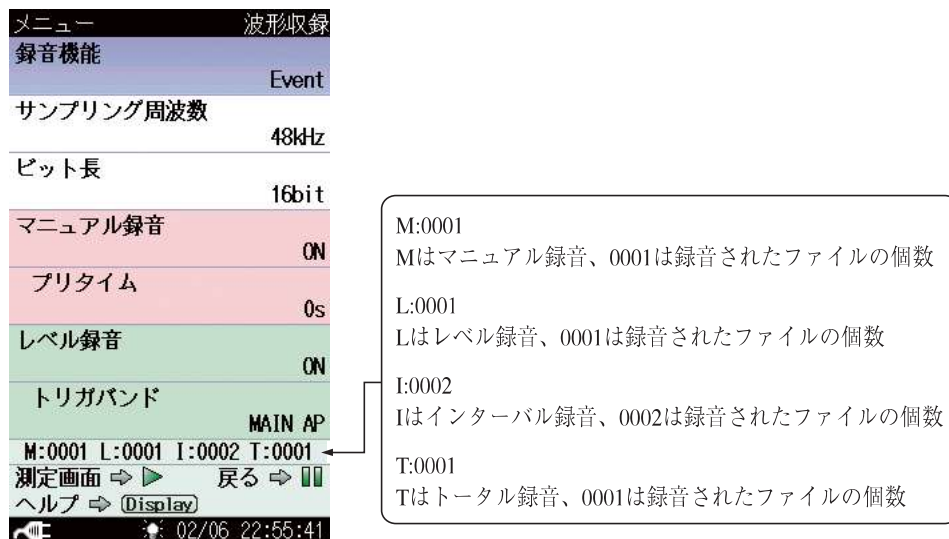 メニュー 波形収録
録音機能
Event
サンプリング周波数
48kHz
ビット長
16bit
マニュアル録音
ON
プリタイム
0s
レベル録音
ON
トリガバンド
MAIN AP
M:0001 L:0001 I:0002 T:0001
測定画面 ⇨ ▷ 戻る ⇨ ▯▯
ヘルプ ⇨ Display
02/06 22:55:41
M:0001
Mはマニュアル録音、0001は録音されたファイルの個数
L:0001
Lはレベル録音、0001は録音されたファイルの個数
I:0002
Iはインターバル録音、0002は録音されたファイルの個数
T:0001
Tはトータル録音、0001は録音されたファイルの個数